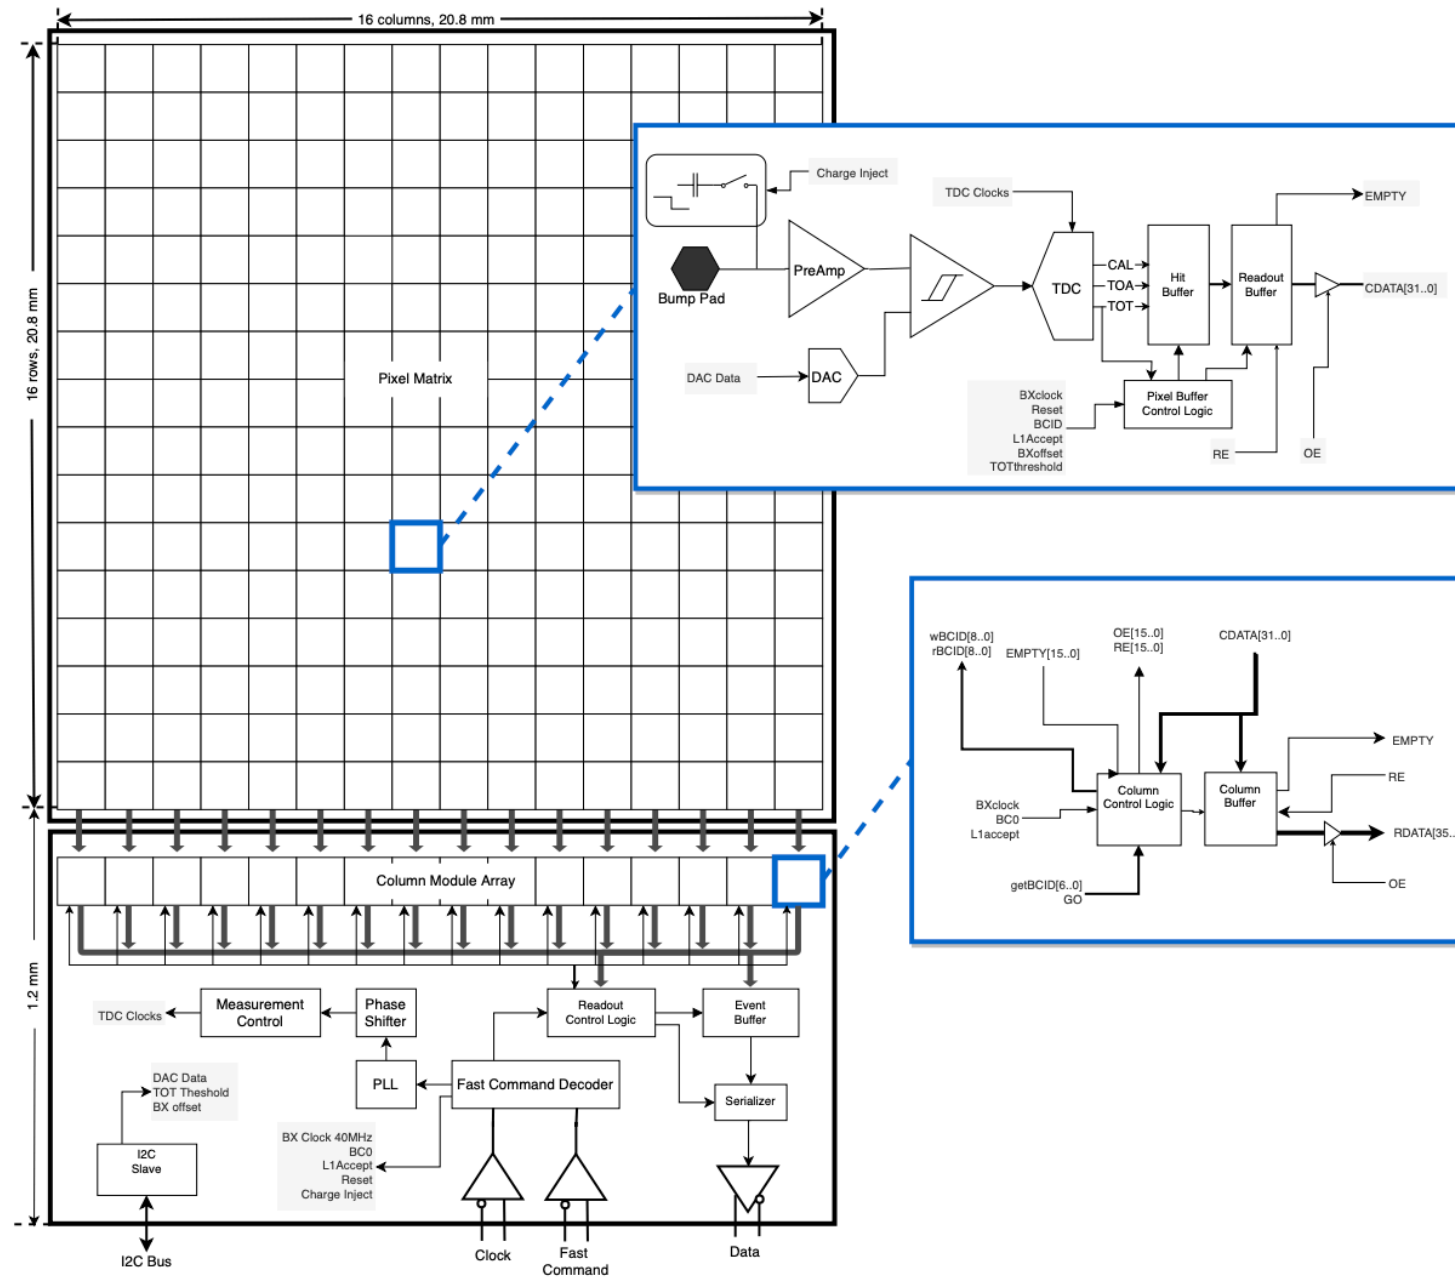 16 columns, 20.8 mm
16 rows, 20.8 mm
Pixel Matrix
Charge Inject
TDC Clocks
EMPTY
PreAmp
Bump Pad
TDC
CAL
TOA
TOT
Hit
Buffer
Readout
Buffer
CDATA[31..0]
DAC Data
DAC
BXclock
Reset
BCID
L1Accept
BXoffset
TOTthreshold
Pixel Buffer
Control Logic
RE
OE
wBCID[8..0]
rBCID[8..0]
EMPTY[15..0]
OE[15..0]
RE[15..0]
CDATA[31..0]
EMPTY
RE
Column
Control Logic
Column
Buffer
BXclock
BC0
L1accept
RDATA[35..
getBCID[6..0]
GO
OE
Column Module Array
1.2 mm
TDC Clocks
Measurement
Control
Phase
Shifter
Readout
Control Logic
Event
Buffer
DAC Data
TOT Theshold
BX offset
PLL
Fast Command Decoder
Serializer
I2C
Slave
BX Clock 40MHz
BC0
L1Accept
Reset
Charge Inject
I2C Bus
Clock
Fast
Command
Data